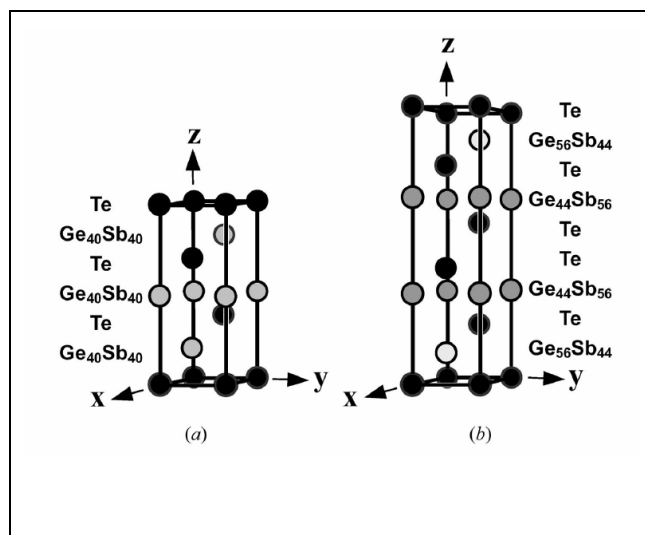 z
Te
Ge₄₀Sb₄₀
Te
Ge₄₀Sb₄₀
Te
Ge₄₀Sb₄₀
x
y
(a)
z
Te
Ge₅₆Sb₄₄
Te
Ge₄₄Sb₅₆
Te
Te
Ge₄₄Sb₅₆
Te
Ge₅₆Sb₄₄
x
y
(b)